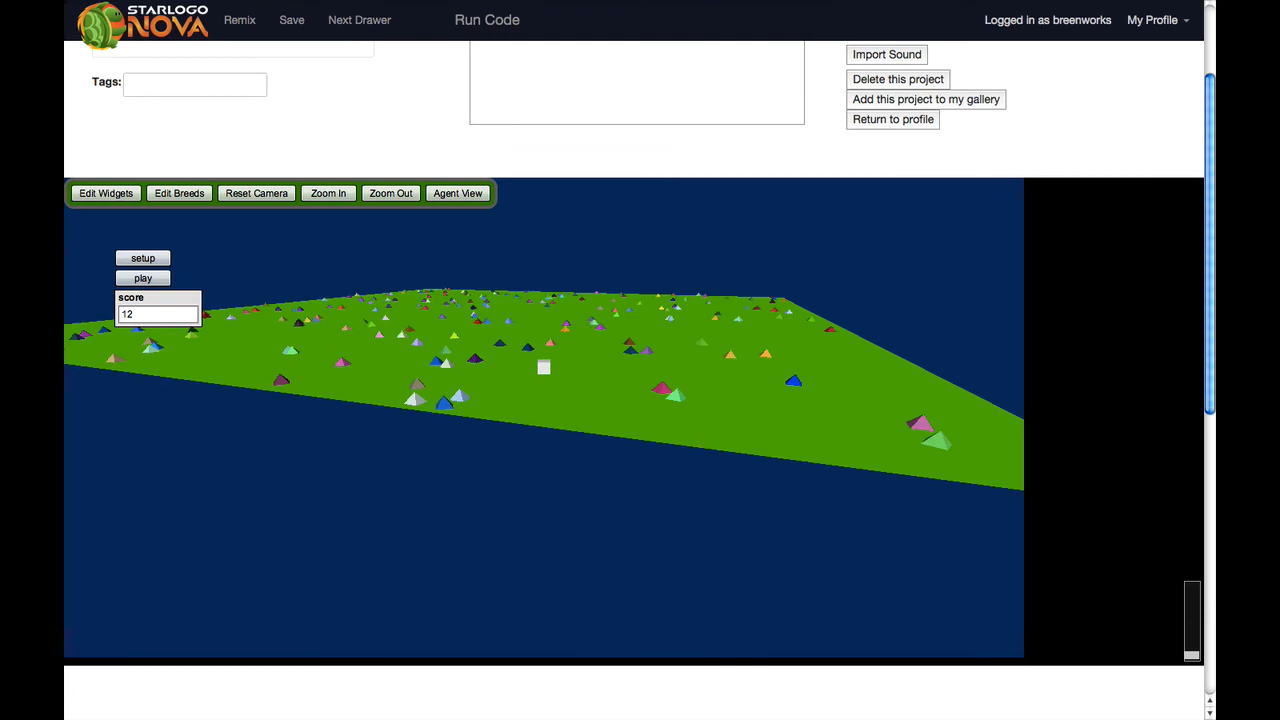 STARLOGO
NOVA
Remix Save Next Drawer Run Code Logged in as breenworks My Profile
Import Sound
Tags:
Delete this project
Add this project to my gallery
Return to profile
Edit Widgets Edit Breeds Reset Camera Zoom In Zoom Out Agent View
setup
play
score
12